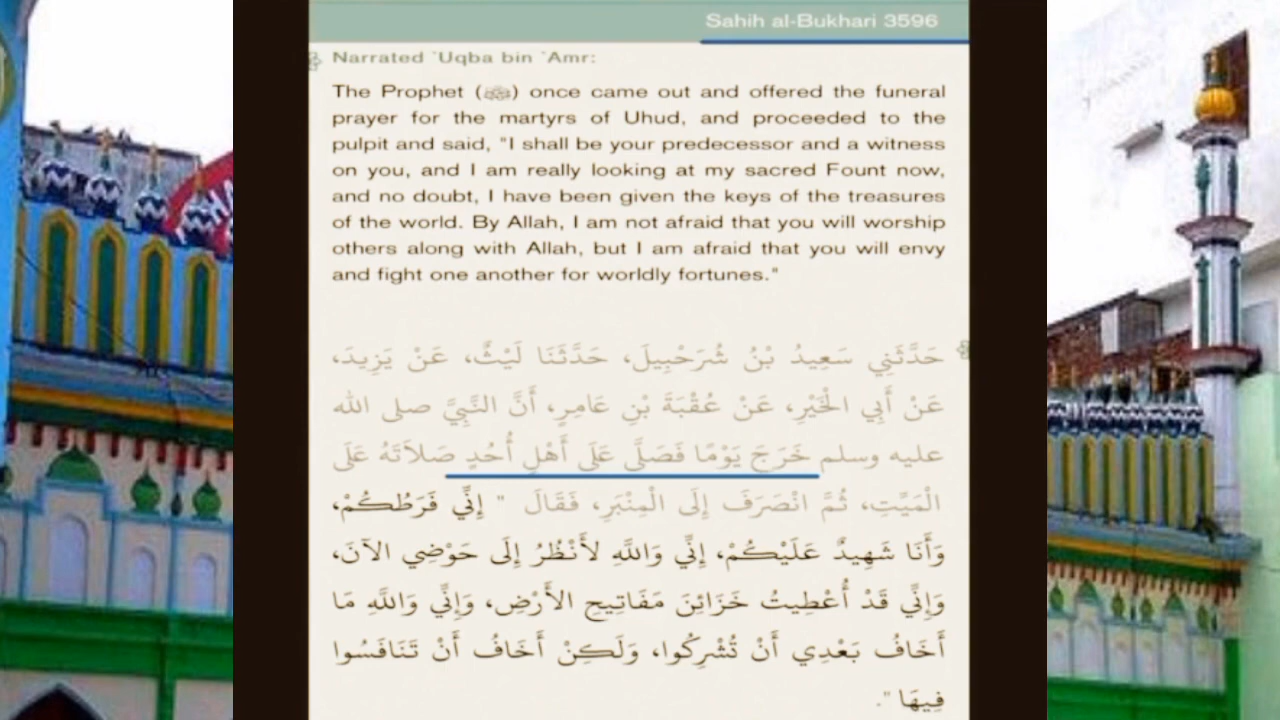 Sahih al-Bukhari 3596
Narrated `Uqba bin `Amr:
The Prophet (ﷺ) once came out and offered the funeral
prayer for the martyrs of Uhud, and proceeded to the
pulpit and said, "I shall be your predecessor and a witness
on you, and I am really looking at my sacred Fount now,
and no doubt, I have been given the keys of the treasures
of the world. By Allah, I am not afraid that you will worship
others along with Allah, but I am afraid that you will envy
and fight one another for worldly fortunes."
حَدَّثَنِي سَعِيدُ بْنُ شُرَحْبِيلَ، حَدَّثَنَا لَيْثٌ، عَنْ يَزِيدَ،
عَنْ أَبِي الْخَيْرِ، عَنْ عُقْبَةَ بْنِ عَامِرٍ، أَنَّ النَّبِيَّ صلى الله
عليه وسلم خَرَجَ يَوْمًا فَصَلَّى عَلَى أَهْلِ أُحُدٍ صَلاَتَهُ عَلَى
الْمَيِّتِ، ثُمَّ انْصَرَفَ إِلَى الْمِنْبَرِ، فَقَالَ ‏"‏ إِنِّي فَرَطُكُمْ،
وَأَنَا شَهِيدٌ عَلَيْكُمْ، إِنِّي وَاللَّهِ لأَنْظُرُ إِلَى حَوْضِي الآنَ،
وَإِنِّي قَدْ أُعْطِيتُ خَزَائِنَ مَفَاتِيحِ الأَرْضِ، وَإِنِّي وَاللَّهِ مَا
أَخَافُ بَعْدِي أَنْ تُشْرِكُوا، وَلَكِنْ أَخَافُ أَنْ تَنَافَسُوا
فِيهَا ‏"‏‏.‏